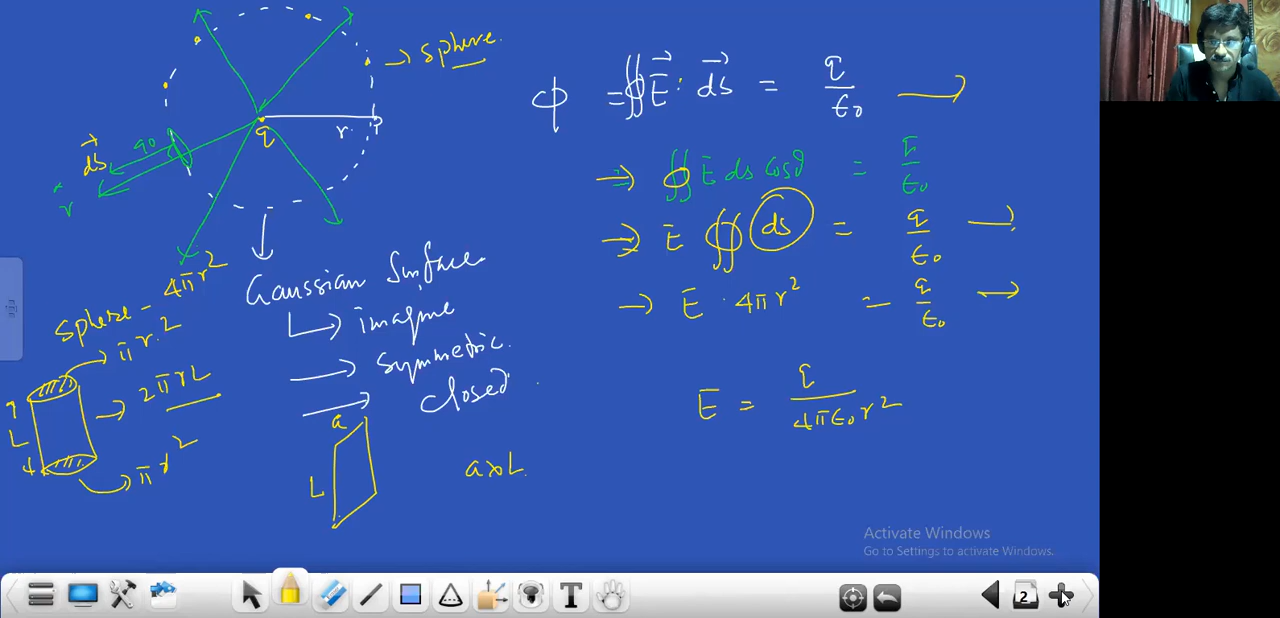 → sphere.
q
r
ds
90
r̂
Gaussian Surface
↳ imagine
→ symmetric.
→ closed
sphere - 4πr²
→ πr²
L → 2πrL
→ πr²
a
L
a x L
φ = ∯ E⃗ · ds⃗ = q/ε₀ →
⇒ ∯ E ds cosθ = q/ε₀
⇒ E ∯ ds = q/ε₀ →
→ E · 4πr² = q/ε₀ →
E = q/4πε₀r²
Activate Windows
Go to Settings to activate Windows.
T
2